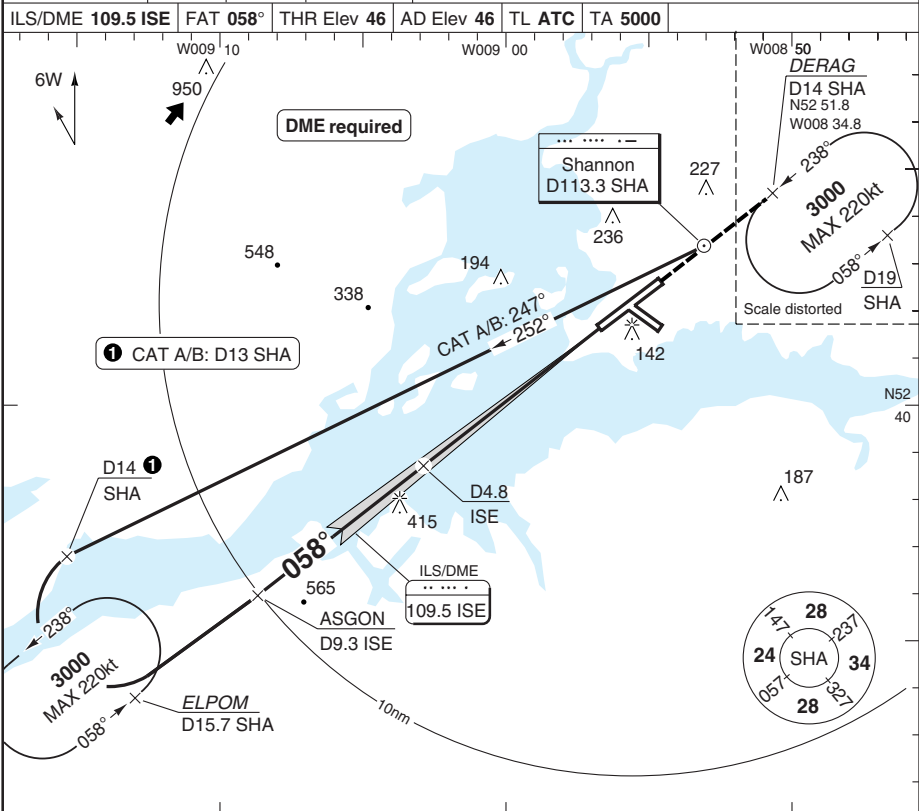 ILS/DME 109.5 ISE FAT 058° THR Elev 46 AD Elev 46 TL ATC TA 5000
W009 10
W009 00
W008 50
6W
950
DME required
DERAG
D14 SHA
N52 51.8
W008 34.8
Shannon
D113.3 SHA
227
236
238°
3000
MAX 220kt
058°
D19
SHA
Scale distorted
548
338
194
CAT A/B: 247°
252°
142
❶ CAT A/B: D13 SHA
N52
40
D14 ❶
SHA
D4.8
ISE
187
415
058°
ILS/DME
109.5 ISE
565
ASGON
D9.3 ISE
238°
3000
MAX 220kt
058°
ELPOM
D15.7 SHA
10nm
28
147
237
24
SHA
34
057
327
28